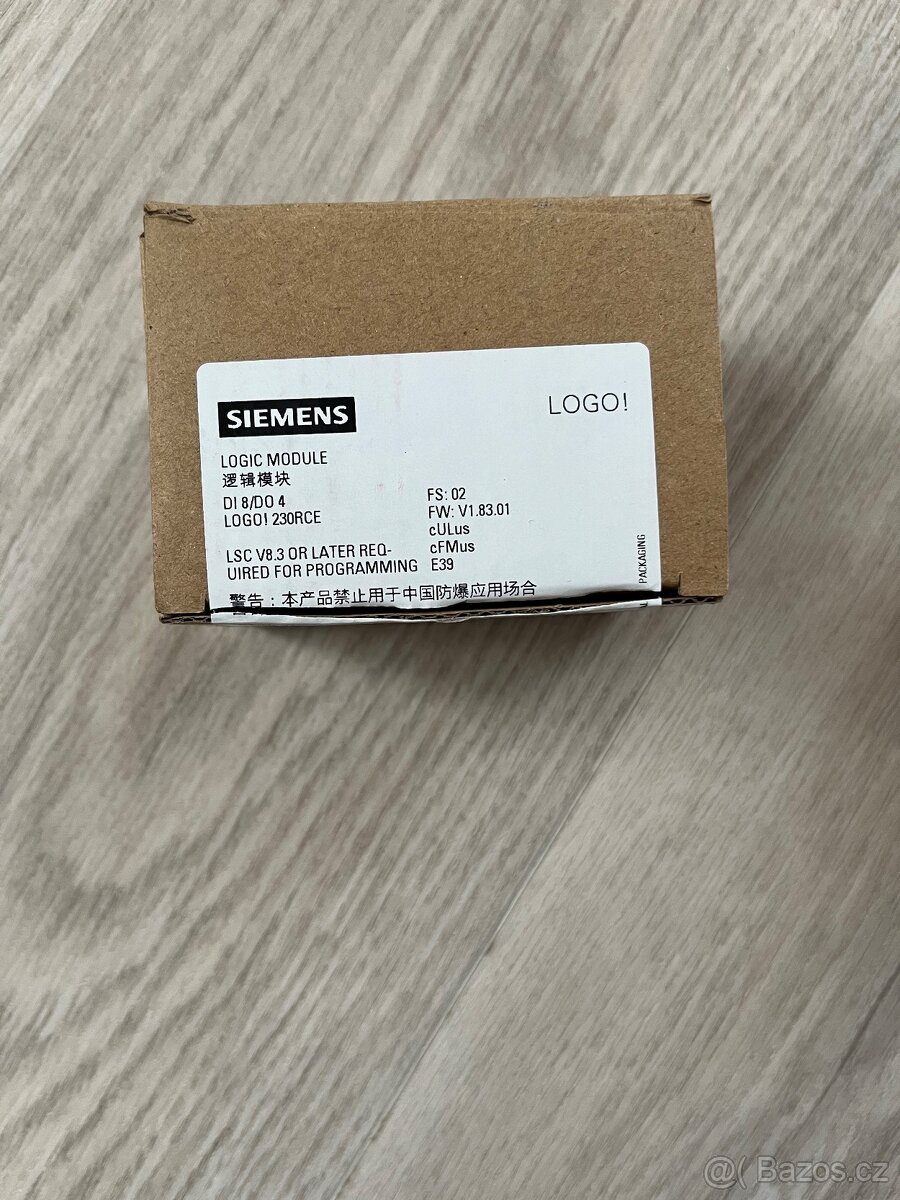 SIEMENS
LOGO!
LOGIC MODULE
逻辑模块
DI 8/DO 4
LOGO! 230RCE
LSC V8.3 OR LATER REQ-
UIRED FOR PROGRAMMING
FS: 02
FW: V1.83.01
cULus
cFMus
E39
警告：本产品禁止用于中国防爆应用场合
PACKAGING
@( Bazos.cz